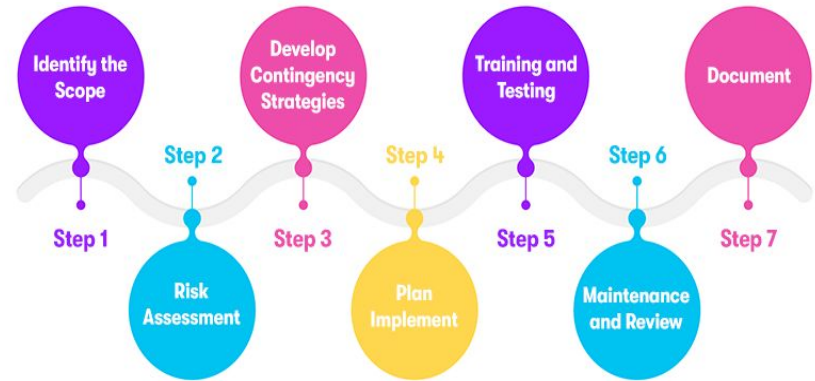 Identify the
Scope
Step 1
Step 2
Risk
Assessment
Develop
Contingency
Strategies
Step 3
Step 4
Plan
Implement
Training and
Testing
Step 5
Step 6
Maintenance
and Review
Document
Step 7